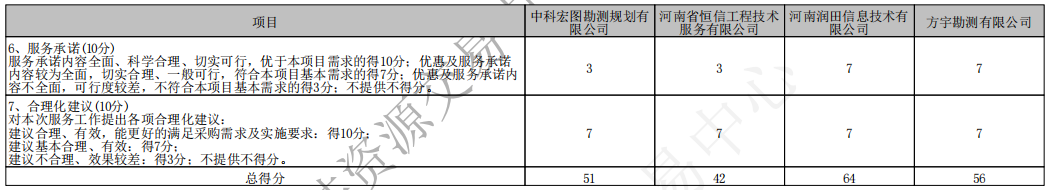 项目
中科宏图勘测规划有限公司
河南省恒信工程技术服务有限公司
河南润田信息技术有限公司
方宇勘测有限公司
6、服务承诺(10分)
服务承诺内容全面、科学合理、切实可行，优于本项目需求的得10分；优惠及服务承诺
内容较为全面，切实合理、一般可行，符合本项目基本需求的得7分；优惠及服务承诺内
容不全面，可行度较差，不符合本项目基本需求的得3分；不提供不得分。
3
3
7
7
7、合理化建议(10分)
对本次服务工作提出各项合理化建议：
建议合理、有效，能更好的满足采购需求及实施要求：得10分；
建议基本合理、有效：得7分；
建议不合理、效果较差：得3分；不提供不得分。
7
7
7
7
总得分
51
42
64
56
共资源交易
易中心